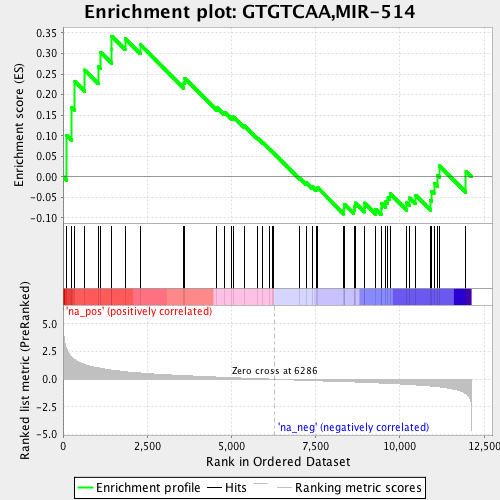 Enrichment plot: GTGTCAA,MIR-514
Enrichment score (ES)
0.35
0.30
0.25
0.20
0.15
0.10
0.05
0.00
-0.05
-0.10
'na_pos' (positively correlated)
Ranked list metric (PreRanked)
5.0
2.5
0.0
-2.5
-5.0
Zero cross at 6286
'na_neg' (negatively correlated)
0 2,500 5,000 7,500 10,000 12,500
Rank in Ordered Dataset
Enrichment profile Hits Ranking metric scores